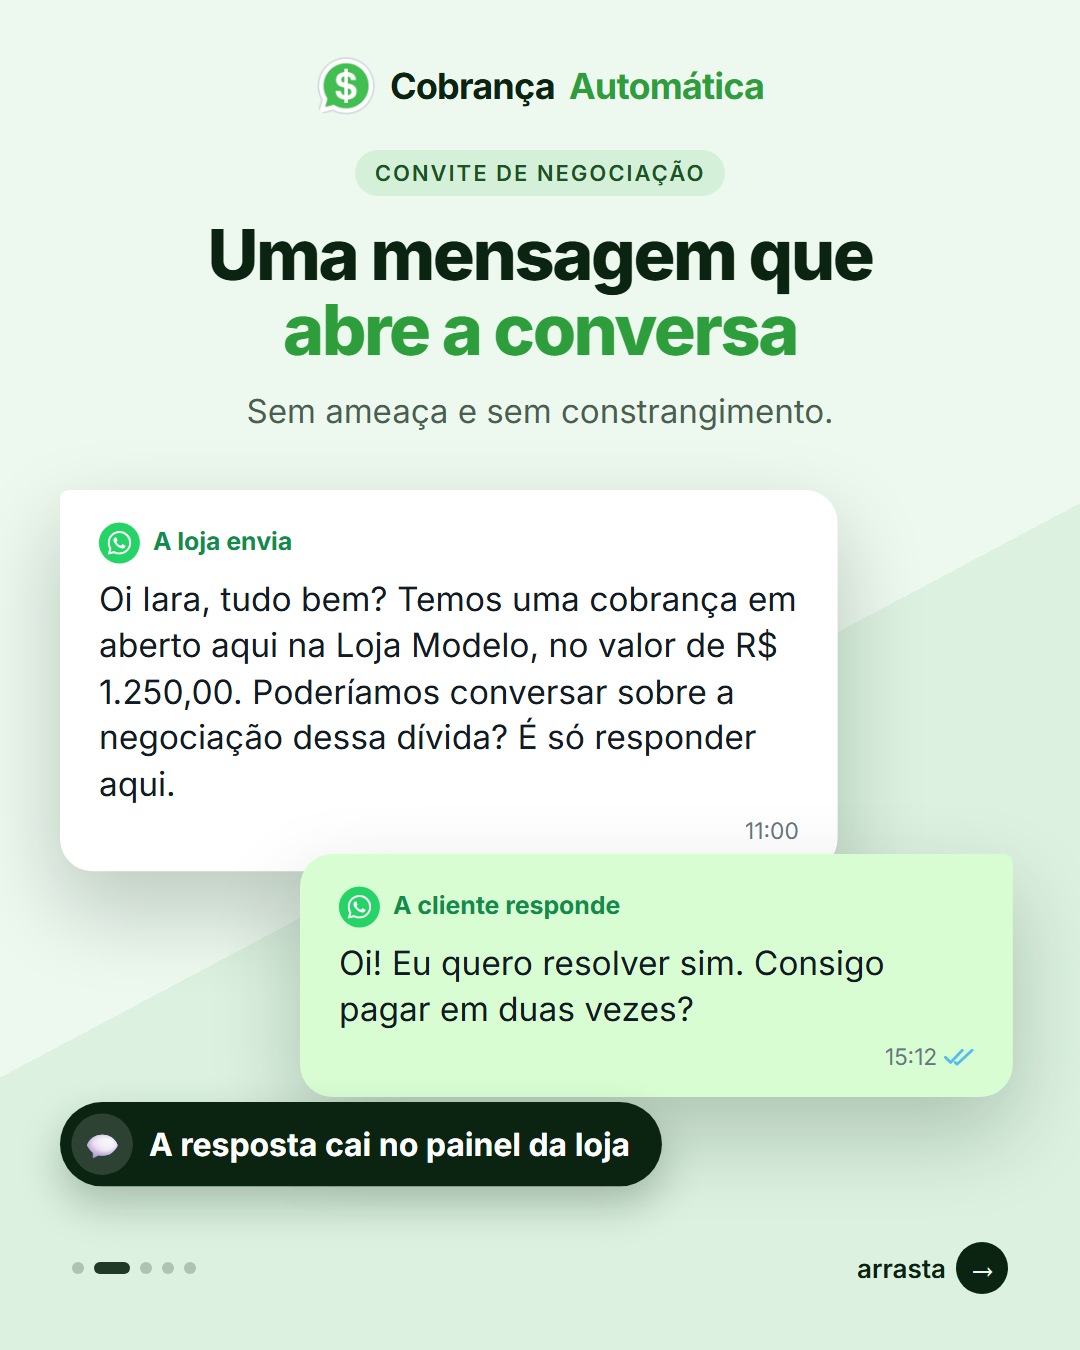 Cobrança Automática
CONVITE DE NEGOCIAÇÃO
Uma mensagem que
abre a conversa
Sem ameaça e sem constrangimento.
A loja envia
Oi Iara, tudo bem? Temos uma cobrança em
aberto aqui na Loja Modelo, no valor de R$
1.250,00. Poderíamos conversar sobre a
negociação dessa dívida? É só responder
aqui.
11:00
A cliente responde
Oi! Eu quero resolver sim. Consigo
pagar em duas vezes?
15:12
A resposta cai no painel da loja
arrasta →